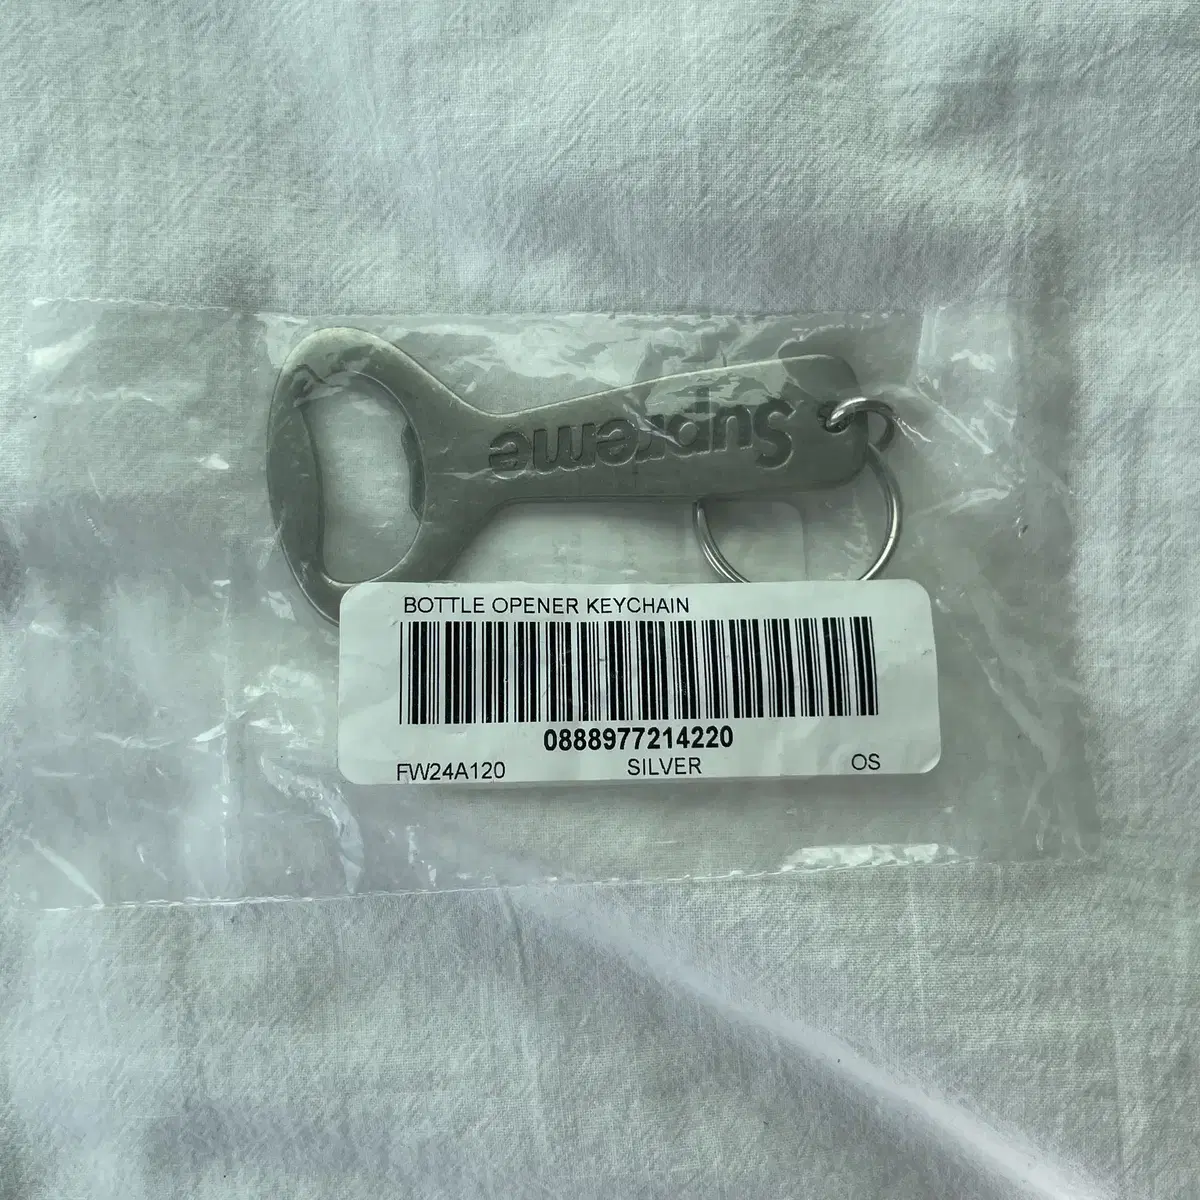 Supreme
BOTTLE OPENER KEYCHAIN
0888977214220
FW24A120 SILVER OS